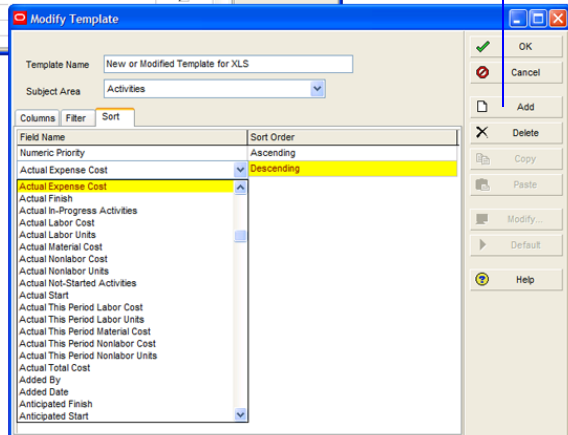 Modify Template
Template Name New or Modified Template for XLS
Subject Area Activities
Columns Filter Sort
Field Name Sort Order
Numeric Priority Ascending
Actual Expense Cost Descending
Actual Expense Cost
Actual Finish
Actual In-Progress Activities
Actual Labor Cost
Actual Labor Units
Actual Material Cost
Actual Nonlabor Cost
Actual Nonlabor Units
Actual Not-Started Activities
Actual Start
Actual This Period Labor Cost
Actual This Period Labor Units
Actual This Period Material Cost
Actual This Period Nonlabor Cost
Actual This Period Nonlabor Units
Actual Total Cost
Added By
Added Date
Anticipated Finish
Anticipated Start
OK
Cancel
Add
Delete
Copy
Paste
Modify...
Default
Help